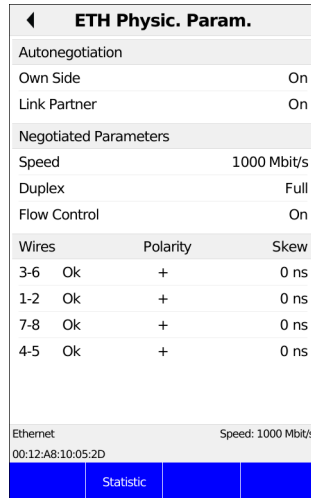 ETH Physic. Param.
Autonegotiation
Own Side On
Link Partner On
Negotiated Parameters
Speed 1000 Mbit/s
Duplex Full
Flow Control On
Wires Polarity Skew
3-6 Ok + 0 ns
1-2 Ok + 0 ns
7-8 Ok + 0 ns
4-5 Ok + 0 ns
Ethernet Speed: 1000 Mbit/s
00:12:A8:10:05:2D
Statistic